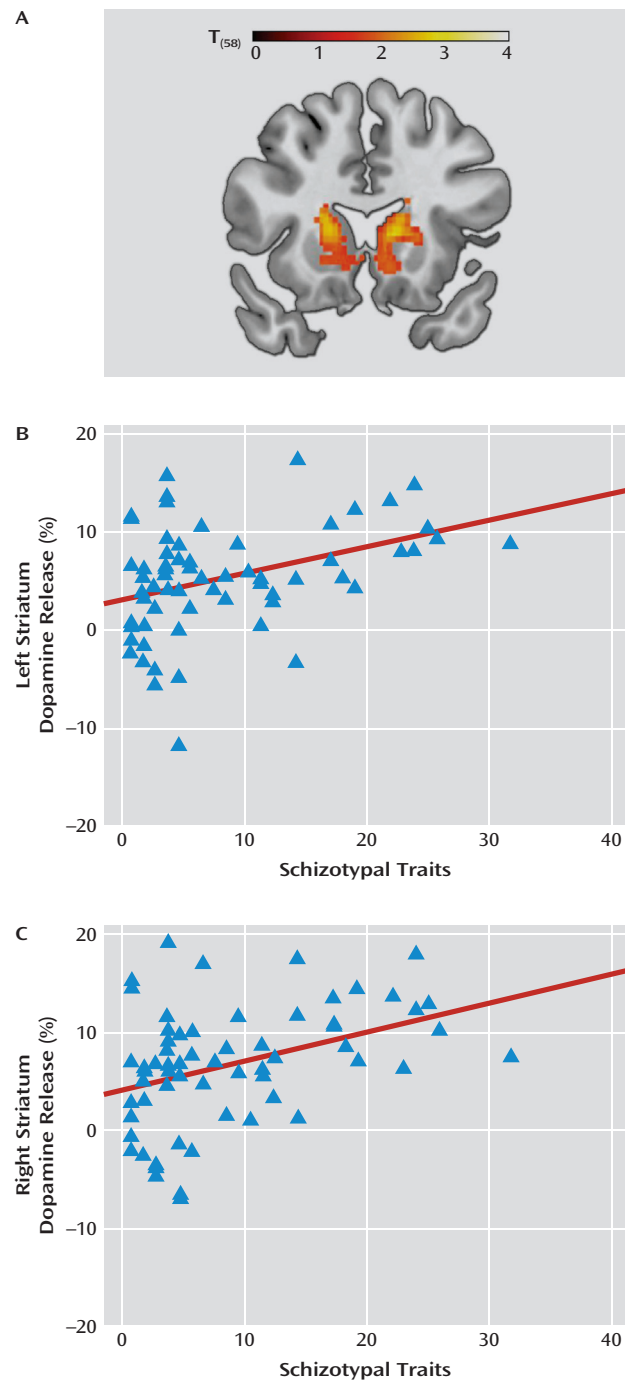 A
T(58) 0 1 2 3 4
B
20
10
0
−10
−20
Left Striatum
Dopamine Release (%)
0 10 20 30 40
Schizotypal Traits
C
20
10
0
−10
−20
Right Striatum
Dopamine Release (%)
0 10 20 30 40
Schizotypal Traits